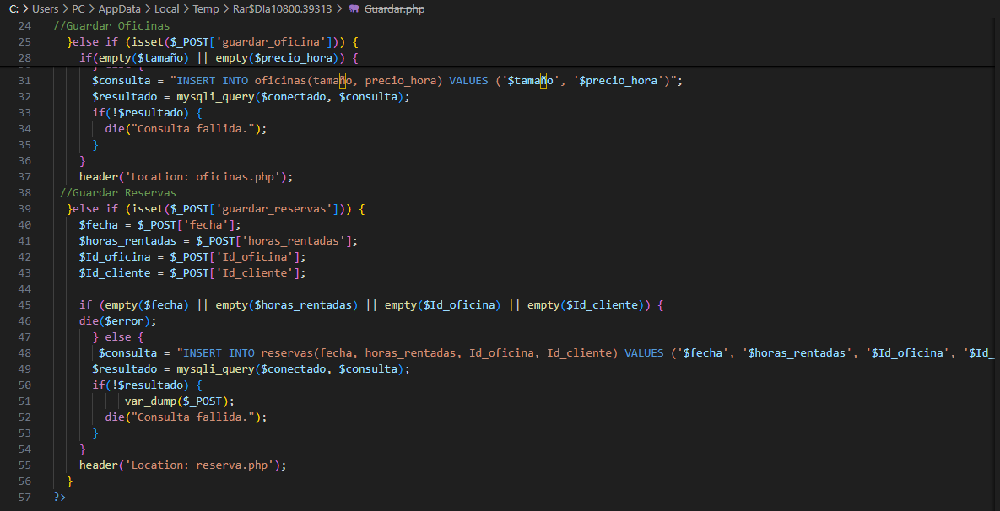 C: > Users > PC > AppData > Local > Temp > Rar$DIa10800.39313 > Guardar.php
24 //Guardar Oficinas
25 }else if (isset($_POST['guardar_oficina'])) {
28 if(empty($tamaño) || empty($precio_hora)) {
31 $consulta = "INSERT INTO oficinas(tamaño, precio_hora) VALUES ('$tamaño', '$precio_hora')";
32 $resultado = mysqli_query($conectado, $consulta);
33 if(!$resultado) {
34 die("Consulta fallida.");
35 }
36 }
37 header('Location: oficinas.php');
38 //Guardar Reservas
39 }else if (isset($_POST['guardar_reservas'])) {
40 $fecha = $_POST['fecha'];
41 $horas_rentadas = $_POST['horas_rentadas'];
42 $Id_oficina = $_POST['Id_oficina'];
43 $Id_cliente = $_POST['Id_cliente'];
44
45 if (empty($fecha) || empty($horas_rentadas) || empty($Id_oficina) || empty($Id_cliente)) {
46 die($error);
47 } else {
48 $consulta = "INSERT INTO reservas(fecha, horas_rentadas, Id_oficina, Id_cliente) VALUES ('$fecha', '$horas_rentadas', '$Id_oficina', '$Id_
49 $resultado = mysqli_query($conectado, $consulta);
50 if(!$resultado) {
51 var_dump($_POST);
52 die("Consulta fallida.");
53 }
54 }
55 header('Location: reserva.php');
56 }
57 ?>